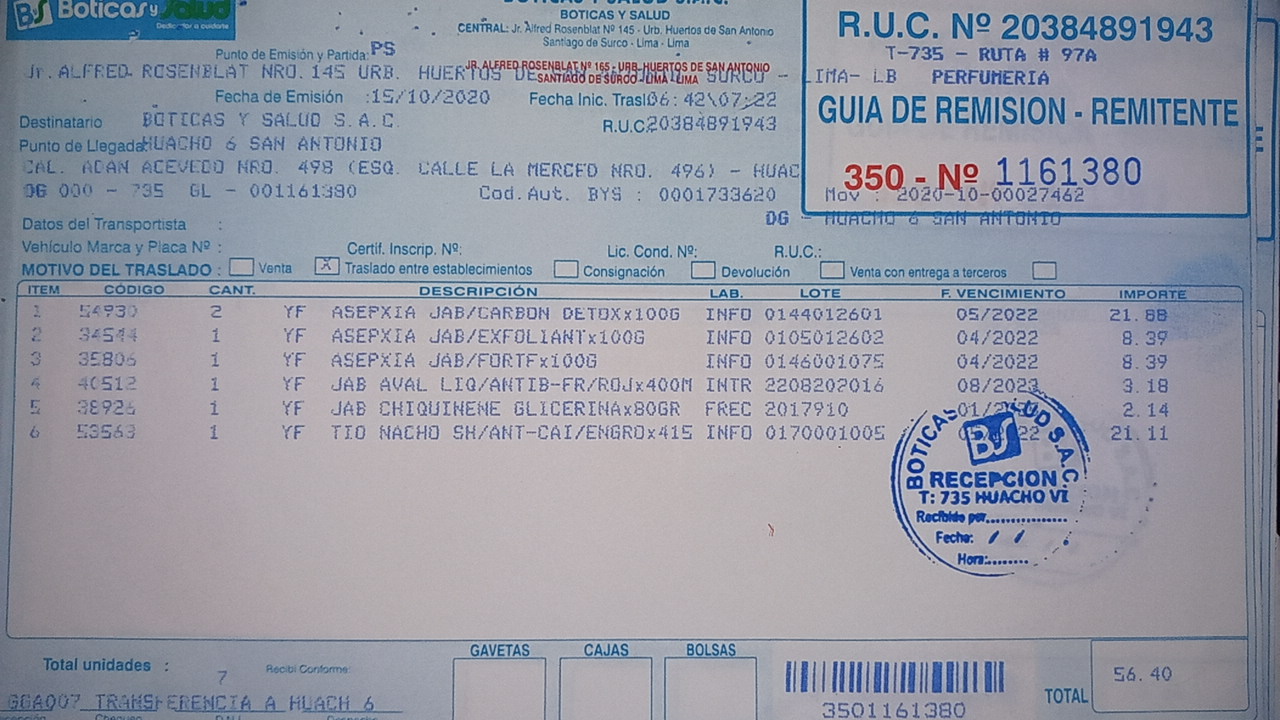 BS Boticas y Salud
Dedicados a cuidarte
BOTICAS Y SALUD S.A.C.
BOTICAS Y SALUD
CENTRAL: Jr. Alfred Rosenblat Nº 145 - Urb. Huertos de San Antonio
Santiago de Surco - Lima - Lima
R.U.C. Nº 20384891943
T-735 - RUTA # 97A
Punto de Emisión y Partida: PS
JR. ALFRED ROSENBLAT Nº 165 - URB. HUERTOS DE SAN ANTONIO
SANTIAGO DE SURCO - LIMA - LIMA
Jr. ALFRED ROSENBLAT NRO. 145 URB. HUERTOS DE SURCO - LIMA- LB PERFUMERIA
Fecha de Emisión :15/10/2020 Fecha Inic. Trasl 06:42\07:22
GUIA DE REMISION - REMITENTE
Destinatario BOTICAS Y SALUD S.A.C. R.U.C 20384891943
Punto de Llegada: HUACHO 6 SAN ANTONIO
CAL. ADAN ACEVEDO NRO. 498 (ESQ. CALLE LA MERCED NRO. 496) - HUAC
350 - Nº 1161380
DG 000 - 735 GL - 001161380 Cod.Aut. BYS : 0001733620 Mov : 2020-10-00027462
DG - HUACHO 6 SAN ANTONIO
Datos del Transportista :
Vehículo Marca y Placa Nº : Certif. Inscrip. Nº: Lic. Cond. Nº: R.U.C.:
MOTIVO DEL TRASLADO : Venta X Traslado entre establecimientos Consignación Devolución Venta con entrega a terceros
ITEM CÓDIGO CANT. DESCRIPCIÓN LAB. LOTE F. VENCIMIENTO IMPORTE
1 54930 2 YF ASEPXIA JAB/CARBON DETOXx100G INFO 0144012601 05/2022 21.88
2 34544 1 YF ASEPXIA JAB/EXFOLIANTx100G INFO 0105012602 04/2022 8.39
3 35806 1 YF ASEPXIA JAB/FORTFx100G INFO 0146001075 04/2022 8.39
4 40512 1 YF JAB AVAL LIQ/ANTIB-FR/ROJx400M INTR 2208202016 08/2023 3.18
5 38926 1 YF JAB CHIQUINENE GLICERINAx80GR FREC 2017910 2.14
6 53563 1 YF TIO NACHO SH/ANT-CAI/ENGROx415 INFO 0170001005 21.11
BOTICAS Y SALUD S.A.C
BS
RECEPCION
T: 735 HUACHO VI
Recibido por..................
Fecha: / /
Hora:........
Total unidades : 7 Recibí Conforme:
GAVETAS CAJAS BOLSAS
TOTAL 56.40
GGA007 TRANSFERENCIA A HUACH 6
3501161380